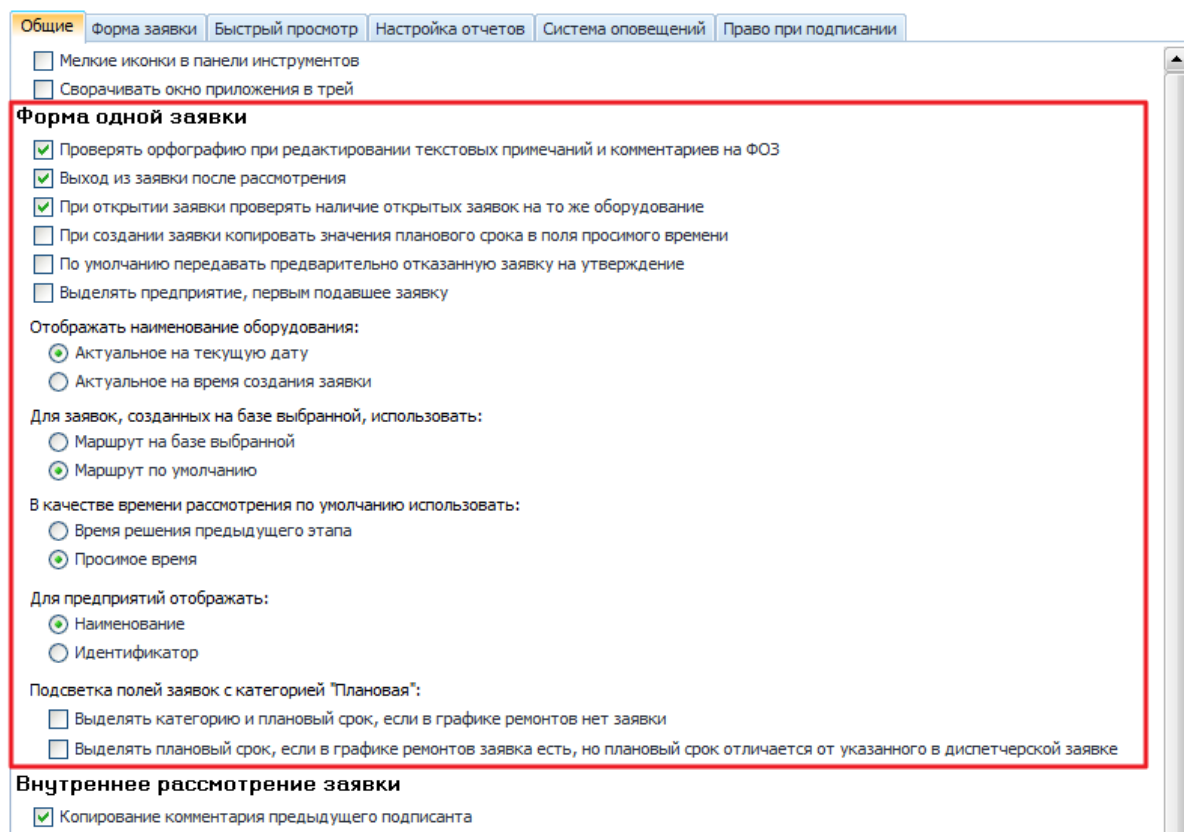 Общие Форма заявки Быстрый просмотр Настройка отчетов Система оповещений Право при подписании
Мелкие иконки в панели инструментов
Сворачивать окно приложения в трей
Форма одной заявки
Проверять орфографию при редактировании текстовых примечаний и комментариев на ФОЗ
Выход из заявки после рассмотрения
При открытии заявки проверять наличие открытых заявок на то же оборудование
При создании заявки копировать значения планового срока в поля просимого времени
По умолчанию передавать предварительно отказанную заявку на утверждение
Выделять предприятие, первым подавшее заявку
Отображать наименование оборудования:
Актуальное на текущую дату
Актуальное на время создания заявки
Для заявок, созданных на базе выбранной, использовать:
Маршрут на базе выбранной
Маршрут по умолчанию
В качестве времени рассмотрения по умолчанию использовать:
Время решения предыдущего этапа
Просимое время
Для предприятий отображать:
Наименование
Идентификатор
Подсветка полей заявок с категорией "Плановая":
Выделять категорию и плановый срок, если в графике ремонтов нет заявки
Выделять плановый срок, если в графике ремонтов заявка есть, но плановый срок отличается от указанного в диспетчерской заявке
Внутреннее рассмотрение заявки
Копирование комментария предыдущего подписанта